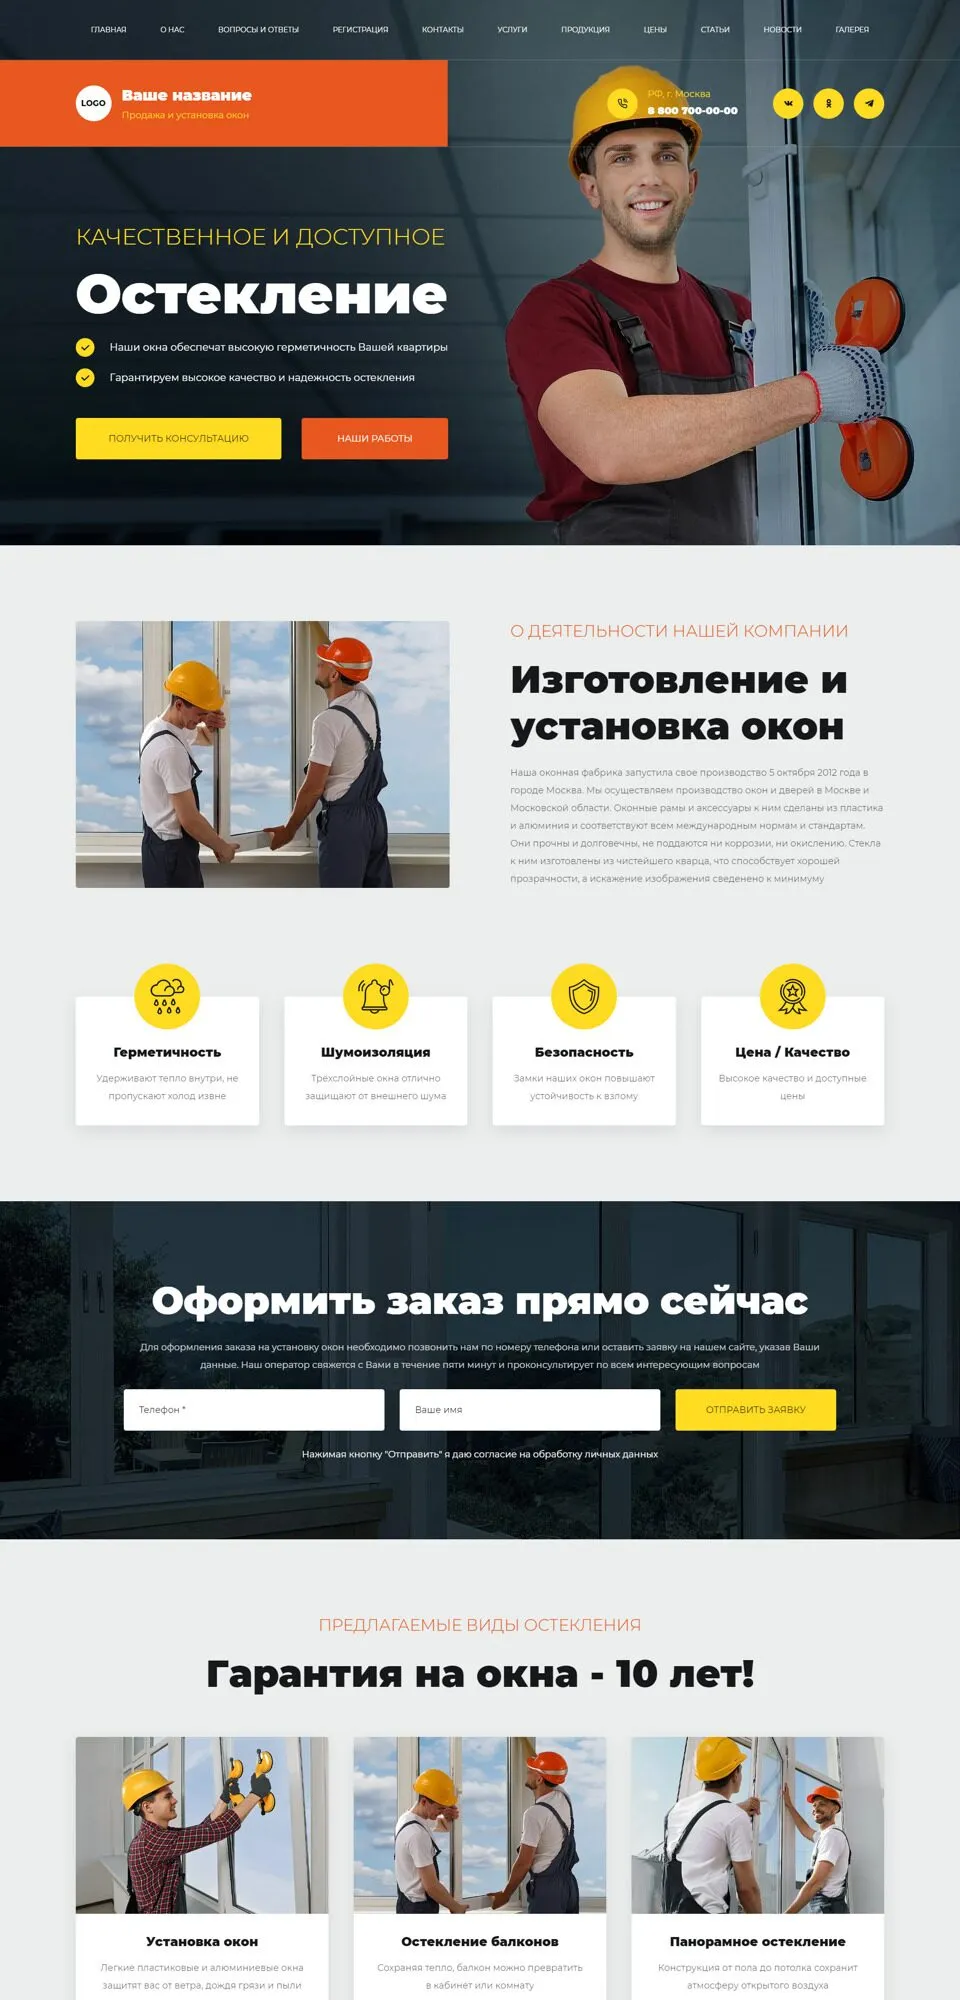 ГЛАВНАЯ О НАС ВОПРОСЫ И ОТВЕТЫ РЕГИСТРАЦИЯ КОНТАКТЫ УСЛУГИ ПРОДУКЦИЯ ЦЕНЫ СТАТЬИ НОВОСТИ ГАЛЕРЕЯ
LOGO
Ваше название
Продажа и установка окон
РФ, г. Москва
8 800 700-00-00
КАЧЕСТВЕННОЕ И ДОСТУПНОЕ
Остекление
Наши окна обеспечат высокую герметичность Вашей квартиры
Гарантируем высокое качество и надежность остекления
ПОЛУЧИТЬ КОНСУЛЬТАЦИЮ НАШИ РАБОТЫ
О ДЕЯТЕЛЬНОСТИ НАШЕЙ КОМПАНИИ
Изготовление и
установка окон
Наша оконная фабрика запустила свое производство 5 октября 2012 года в
городе Москва. Мы осуществляем производство окон и дверей в Москве и
Московской области. Оконные рамы и аксессуары к ним сделаны из пластика
и алюминия и соответствуют всем международным нормам и стандартам.
Они прочны и долговечны, не поддаются ни коррозии, ни окислению. Стекла
к ним изготовлены из чистейшего кварца, что способствует хорошей
прозрачности, а искажение изображения сведенено к минимуму
Герметичность
Удерживают тепло внутри, не
пропускают холод извне
Шумоизоляция
Трехслойные окна отлично
защищают от внешнего шума
Безопасность
Замки наших окон повышают
устойчивость к взлому
Цена / Качество
Высокое качество и доступные
цены
Оформить заказ прямо сейчас
Для оформления заказа на установку окон необходимо позвонить нам по номеру телефона или оставить заявку на нашем сайте, указав Ваши
данные. Наш оператор свяжется с Вами в течение пяти минут и проконсультирует по всем интересующим вопросам
Телефон * Ваше имя ОТПРАВИТЬ ЗАЯВКУ
Нажимая кнопку "Отправить" я даю согласие на обработку личных данных
ПРЕДЛАГАЕМЫЕ ВИДЫ ОСТЕКЛЕНИЯ
Гарантия на окна - 10 лет!
Установка окон
Легкие пластиковые и алюминиевые окна
защитят вас от ветра, дождя грязи и пыли
Остекление балконов
Сохраняя тепло, балкон можно превратить
в кабинет или комнату
Панорамное остекление
Конструкция от пола до потолка сохранит
атмосферу открытого воздуха